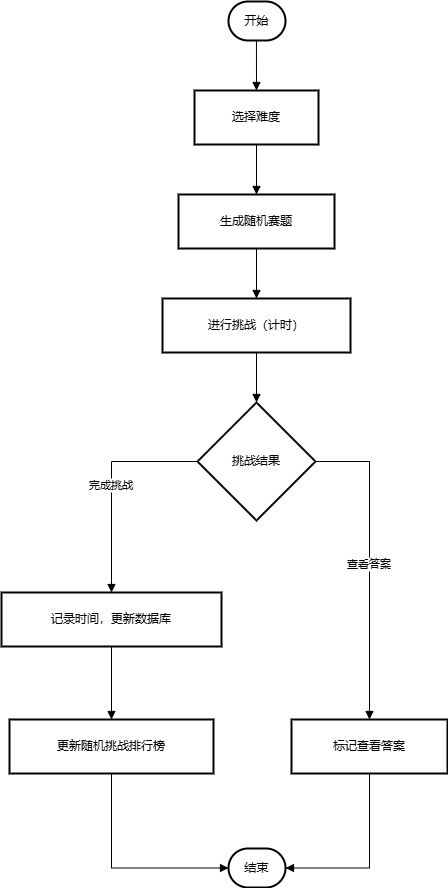 开始
选择难度
生成随机赛题
进行挑战（计时）
挑战结果
完成挑战
查看答案
记录时间，更新数据库
更新随机挑战排行榜
标记查看答案
结束